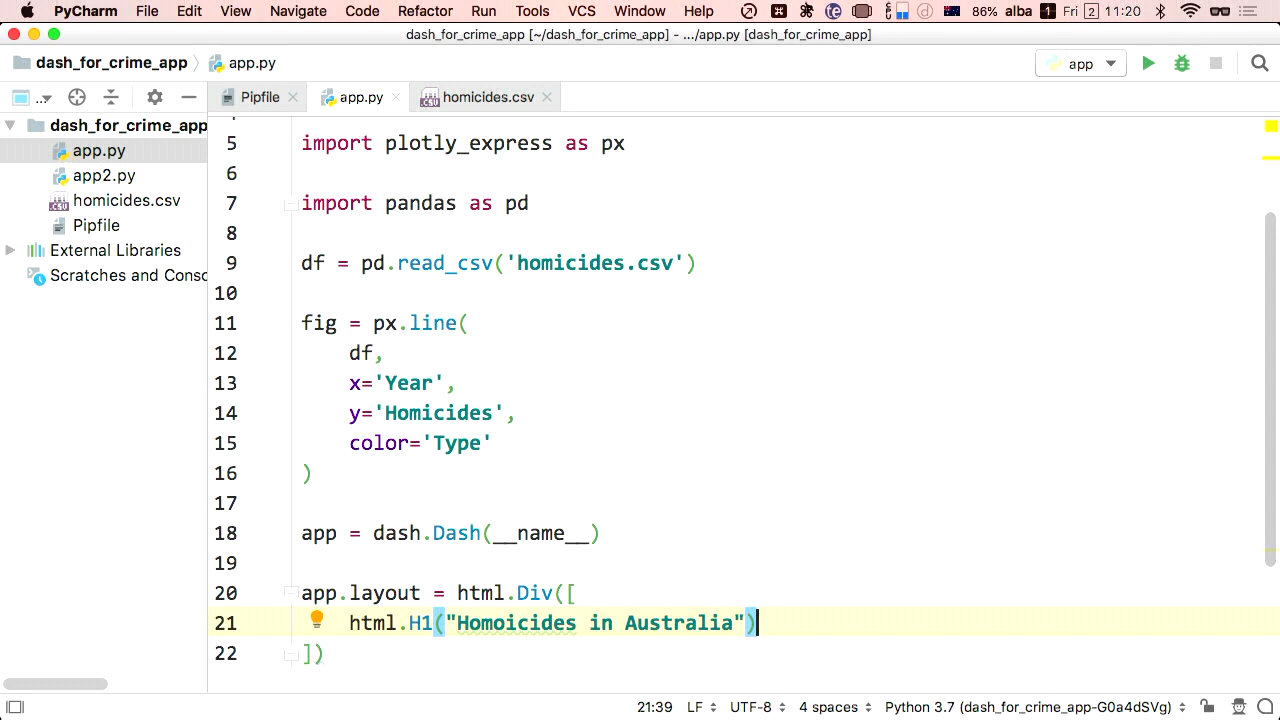 PyCharm File Edit View Navigate Code Refactor Run Tools VCS Window Help 86% alba 1 Fri 2 11:20
dash_for_crime_app [~/dash_for_crime_app] - .../app.py [dash_for_crime_app]
dash_for_crime_app app.py app
... Pipfile app.py homicides.csv
dash_for_crime_app
app.py
app2.py
homicides.csv
Pipfile
External Libraries
Scratches and Consc
5 import plotly_express as px
6
7 import pandas as pd
8
9 df = pd.read_csv('homicides.csv')
10
11 fig = px.line(
12 df,
13 x='Year',
14 y='Homicides',
15 color='Type'
16 )
17
18 app = dash.Dash(__name__)
19
20 app.layout = html.Div([
21 html.H1("Homoicides in Australia")
22 ])
21:39 LF UTF-8 4 spaces Python 3.7 (dash_for_crime_app-G0a4dSVg)